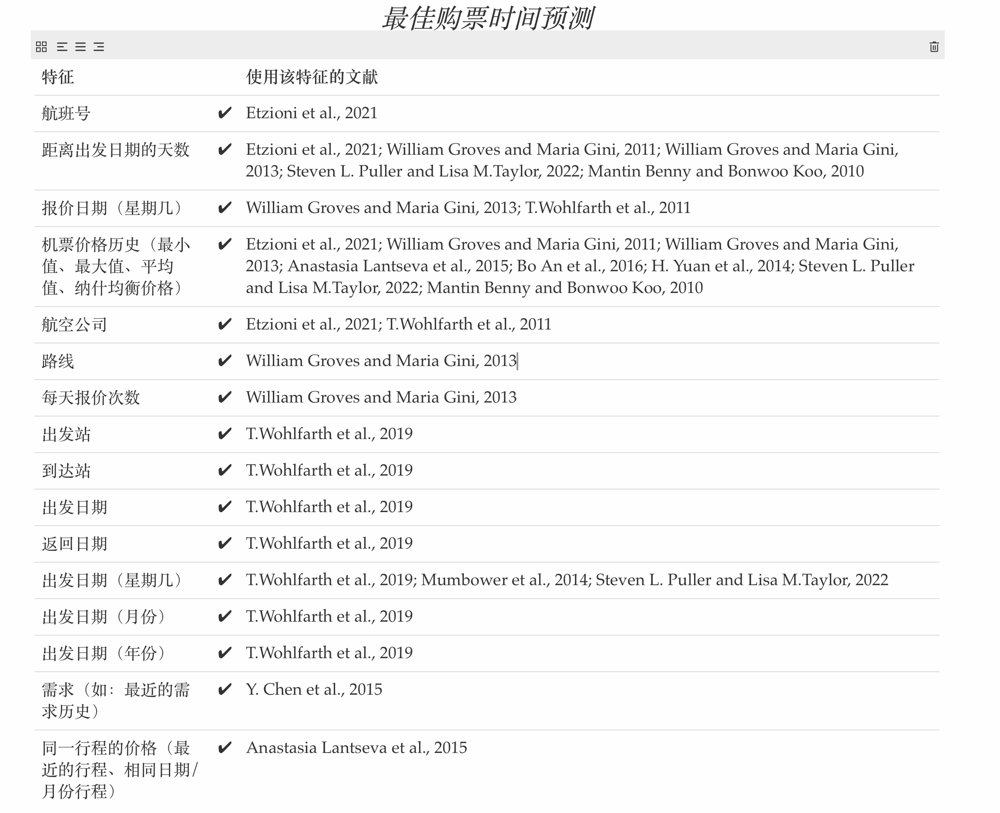 最佳购票时间预测
特征 使用该特征的文献
航班号 ✔ Etzioni et al., 2021
距离出发日期的天数 ✔ Etzioni et al., 2021; William Groves and Maria Gini, 2011; William Groves and Maria Gini,
2013; Steven L. Puller and Lisa M.Taylor, 2022; Mantin Benny and Bonwoo Koo, 2010
报价日期（星期几） ✔ William Groves and Maria Gini, 2013; T.Wohlfarth et al., 2011
机票价格历史（最小 ✔ Etzioni et al., 2021; William Groves and Maria Gini, 2011; William Groves and Maria Gini,
值、最大值、平均 2013; Anastasia Lantseva et al., 2015; Bo An et al., 2016; H. Yuan et al., 2014; Steven L. Puller
值、纳什均衡价格） and Lisa M.Taylor, 2022; Mantin Benny and Bonwoo Koo, 2010
航空公司 ✔ Etzioni et al., 2021; T.Wohlfarth et al., 2011
路线 ✔ William Groves and Maria Gini, 2013
每天报价次数 ✔ William Groves and Maria Gini, 2013
出发站 ✔ T.Wohlfarth et al., 2019
到达站 ✔ T.Wohlfarth et al., 2019
出发日期 ✔ T.Wohlfarth et al., 2019
返回日期 ✔ T.Wohlfarth et al., 2019
出发日期（星期几） ✔ T.Wohlfarth et al., 2019; Mumbower et al., 2014; Steven L. Puller and Lisa M.Taylor, 2022
出发日期（月份） ✔ T.Wohlfarth et al., 2019
出发日期（年份） ✔ T.Wohlfarth et al., 2019
需求（如：最近的需 ✔ Y. Chen et al., 2015
求历史）
同一行程的价格（最 ✔ Anastasia Lantseva et al., 2015
近的行程、相同日期/
月份行程）